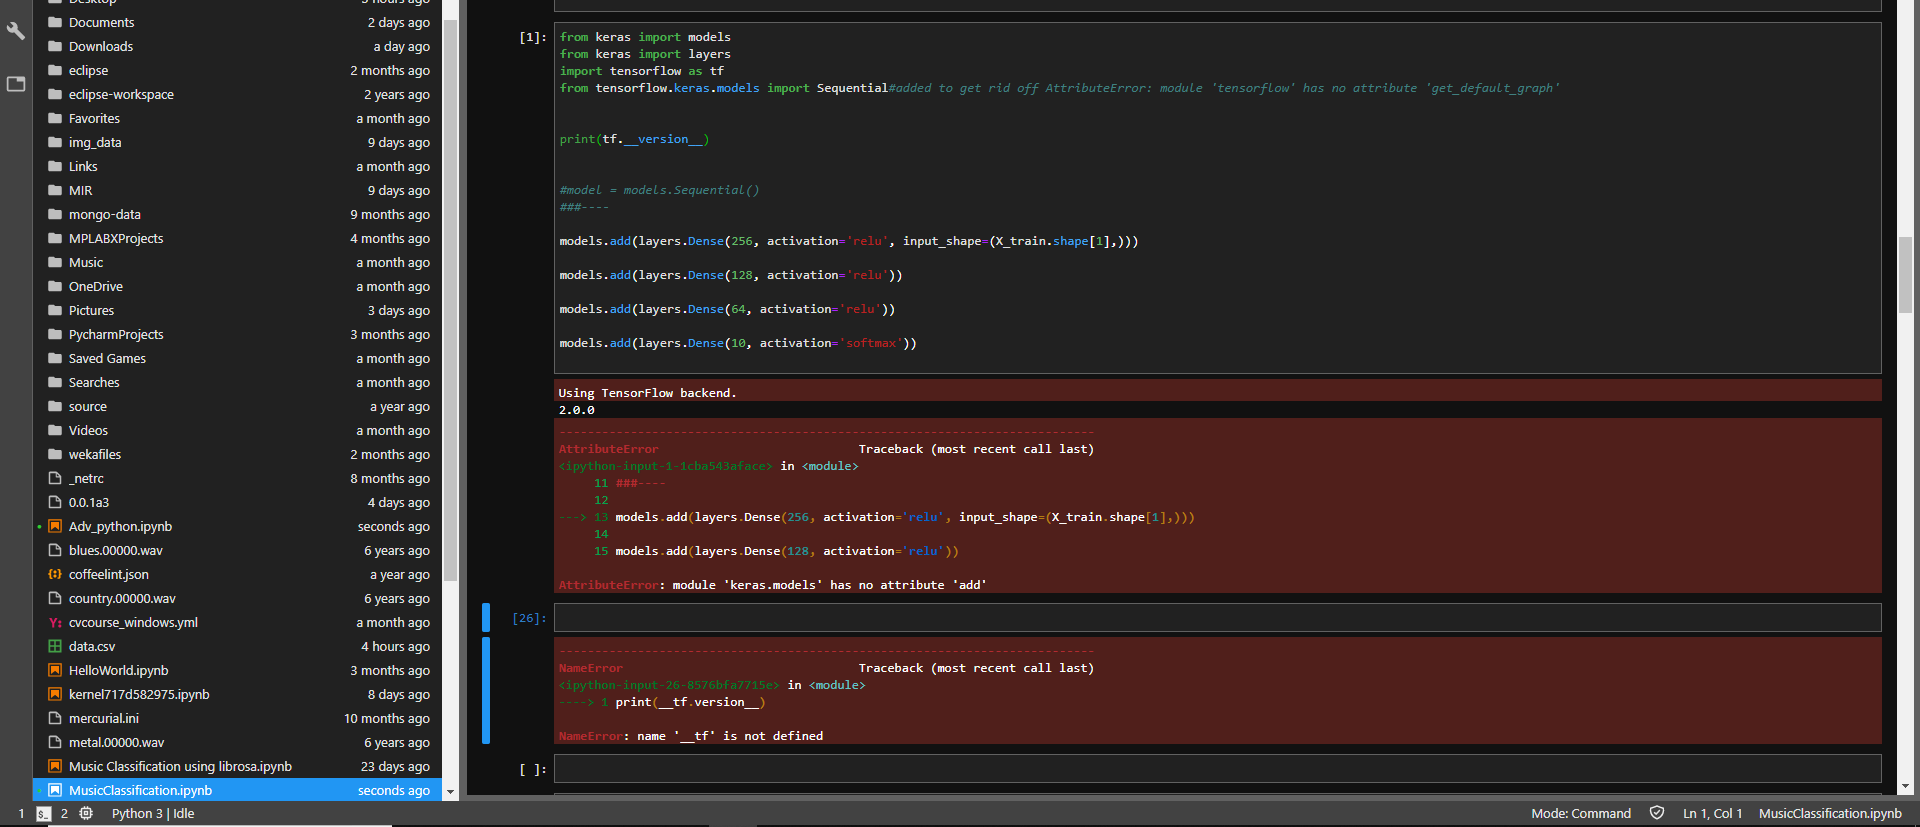 Desktop 5 hours ago
Documents 2 days ago
Downloads a day ago
eclipse 2 months ago
eclipse-workspace 2 years ago
Favorites a month ago
img_data 9 days ago
Links a month ago
MIR 9 days ago
mongo-data 9 months ago
MPLABXProjects 4 months ago
Music a month ago
OneDrive a month ago
Pictures 3 days ago
PycharmProjects 3 months ago
Saved Games a month ago
Searches a month ago
source a year ago
Videos a month ago
wekafiles 2 months ago
_netrc 8 months ago
0.0.1a3 4 days ago
Adv_python.ipynb seconds ago
blues.00000.wav 6 years ago
coffeelint.json a year ago
country.00000.wav 6 years ago
cvcourse_windows.yml a month ago
data.csv 4 hours ago
HelloWorld.ipynb 3 months ago
kernel717d582975.ipynb 8 days ago
mercurial.ini 10 months ago
metal.00000.wav 6 years ago
Music Classification using librosa.ipynb 23 days ago
MusicClassification.ipynb seconds ago
[1]: from keras import models
from keras import layers
import tensorflow as tf
from tensorflow.keras.models import Sequential#added to get rid off AttributeError: module 'tensorflow' has no attribute 'get_default_graph'
print(tf.__version__)
#model = models.Sequential()
###----
models.add(layers.Dense(256, activation='relu', input_shape=(X_train.shape[1],)))
models.add(layers.Dense(128, activation='relu'))
models.add(layers.Dense(64, activation='relu'))
models.add(layers.Dense(10, activation='softmax'))
Using TensorFlow backend.
2.0.0
---------------------------------------------------------------------------
AttributeError Traceback (most recent call last)
<ipython-input-1-1cba543aface> in <module>
11 ###----
12
---> 13 models.add(layers.Dense(256, activation='relu', input_shape=(X_train.shape[1],)))
14
15 models.add(layers.Dense(128, activation='relu'))
AttributeError: module 'keras.models' has no attribute 'add'
[26]:
---------------------------------------------------------------------------
NameError Traceback (most recent call last)
<ipython-input-26-8576bfa7715e> in <module>
----> 1 print(__tf.version__)
NameError: name '__tf' is not defined
[ ]:
1 $_ 2 Python 3 | Idle Mode: Command Ln 1, Col 1 MusicClassification.ipynb